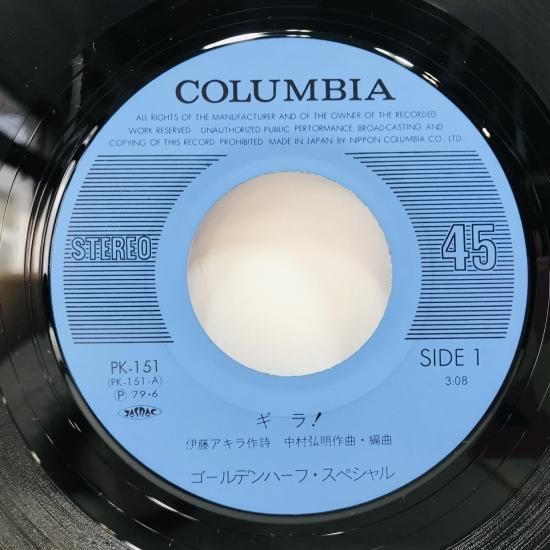 COLUMBIA
ALL RIGHTS OF THE MANUFACTURER AND OF THE OWNER OF THE RECORDED
WORK RESERVED. UNAUTHORIZED PUBLIC PERFORMANCE, BROADCASTING AND
COPYING OF THIS RECORD PROHIBITED. MADE IN JAPAN BY NIPPON COLUMBIA CO., LTD.
STEREO
45
PK-151
(PK-151-A)
Ⓟ '79・6
JASRAC
SIDE 1
3:08
ギラ!
伊藤アキラ作詩 中村弘明作曲・編曲
ゴールデンハーフ・スペシャル